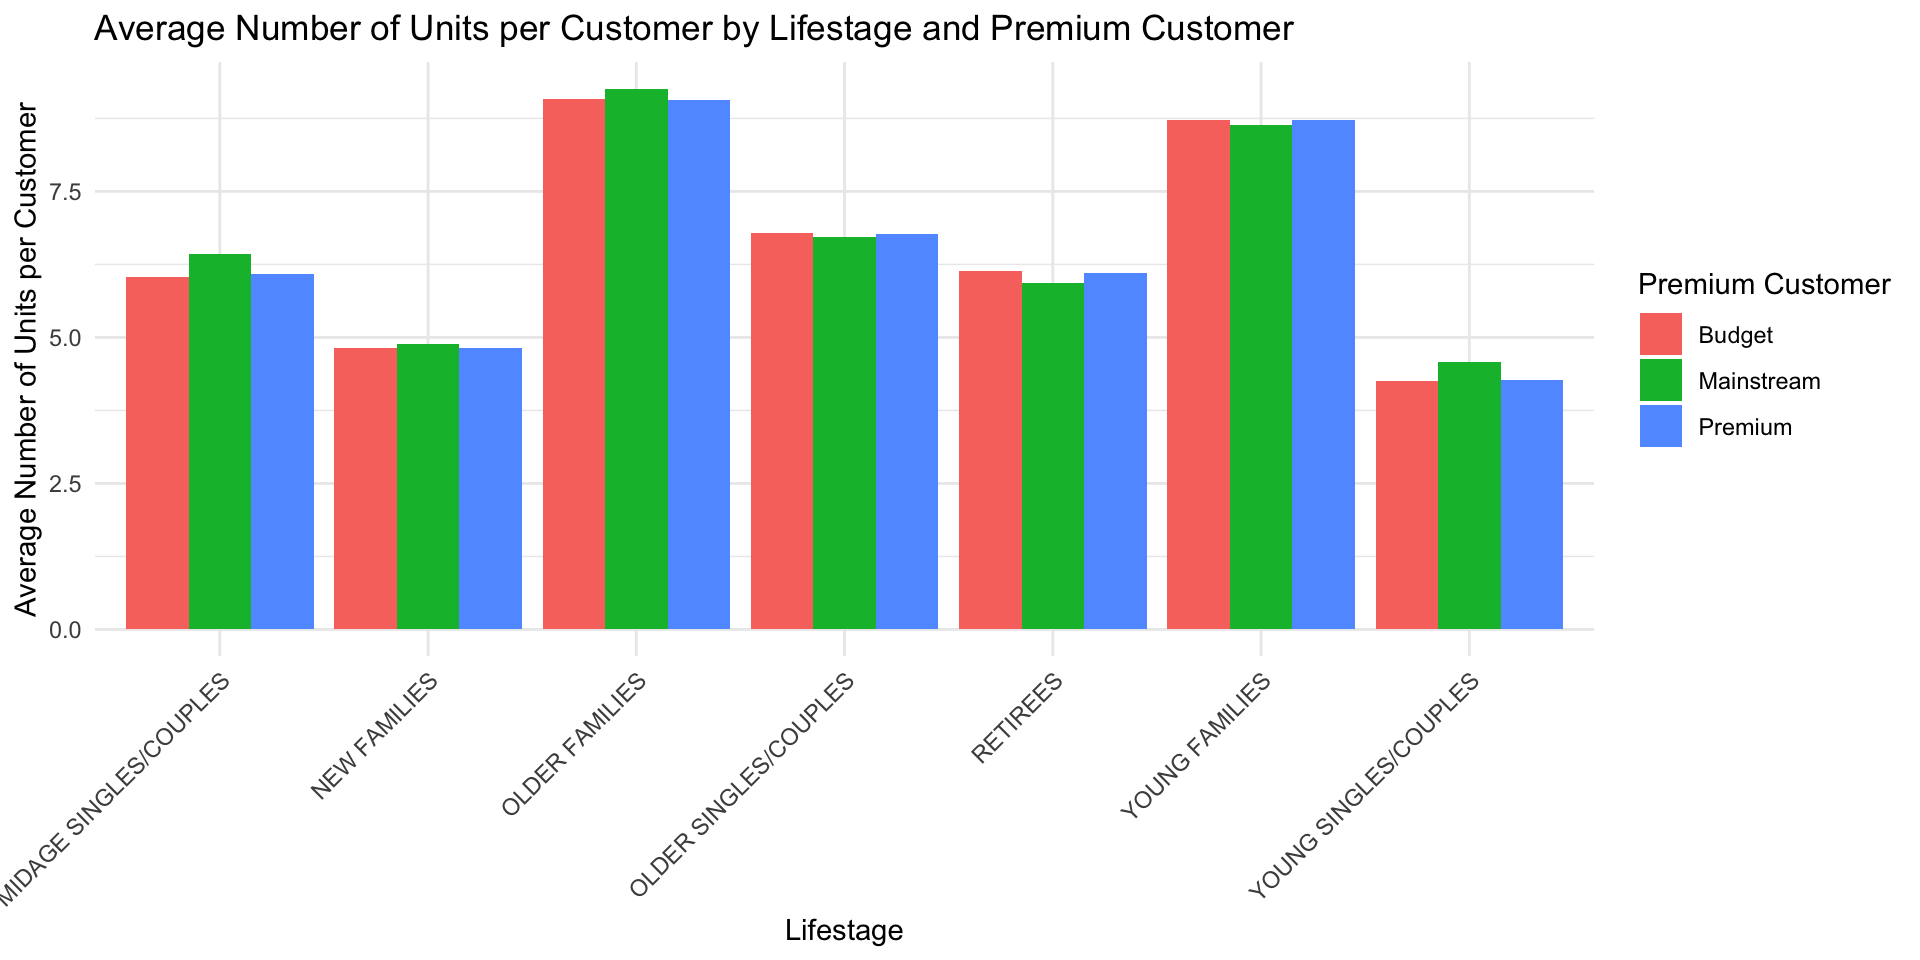 Average Number of Units per Customer by Lifestage and Premium Customer
Average Number of Units per Customer
7.5
5.0
2.5
0.0
MIDAGE SINGLES/COUPLES
NEW FAMILIES
OLDER FAMILIES
OLDER SINGLES/COUPLES
RETIREES
YOUNG FAMILIES
YOUNG SINGLES/COUPLES
Lifestage
Premium Customer
Budget
Mainstream
Premium